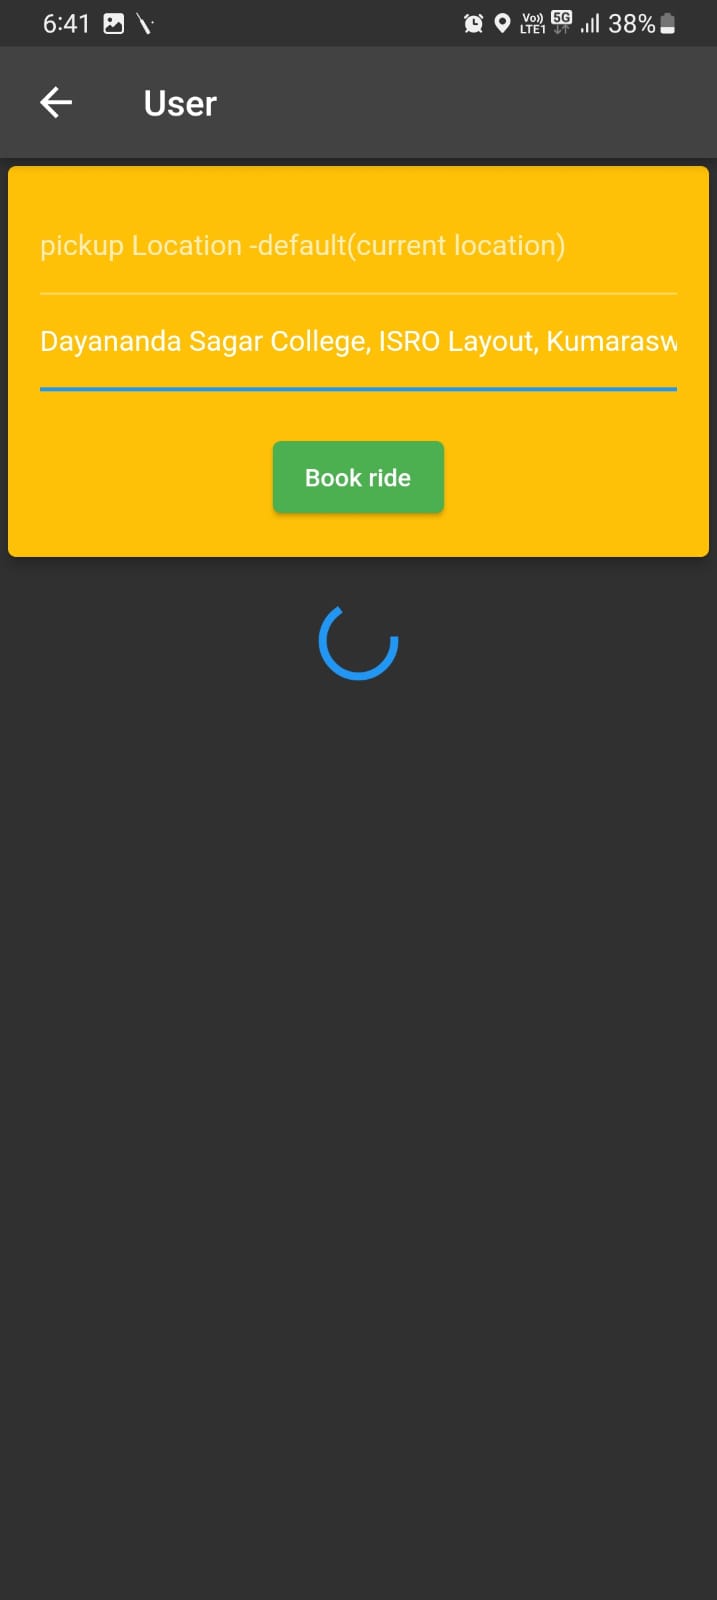 6:41 Vo)) LTE1 5G 38%
User
pickup Location -default(current location)
Dayananda Sagar College, ISRO Layout, Kumarasw
Book ride